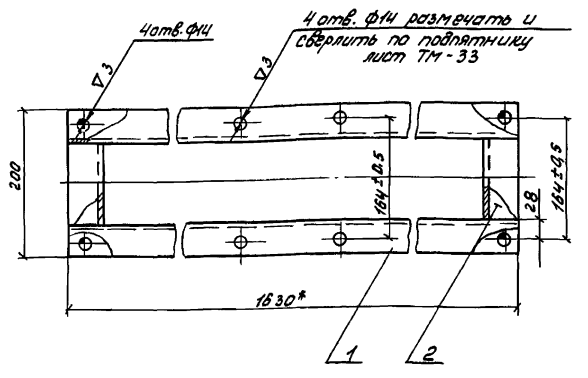 4 отв. ф14 размечать и
сверлить по подпятнику
лист ТМ-33
4отв. ф14
▽3
▽3
200
164±0.5
28
164±0,5
1630*
1
2